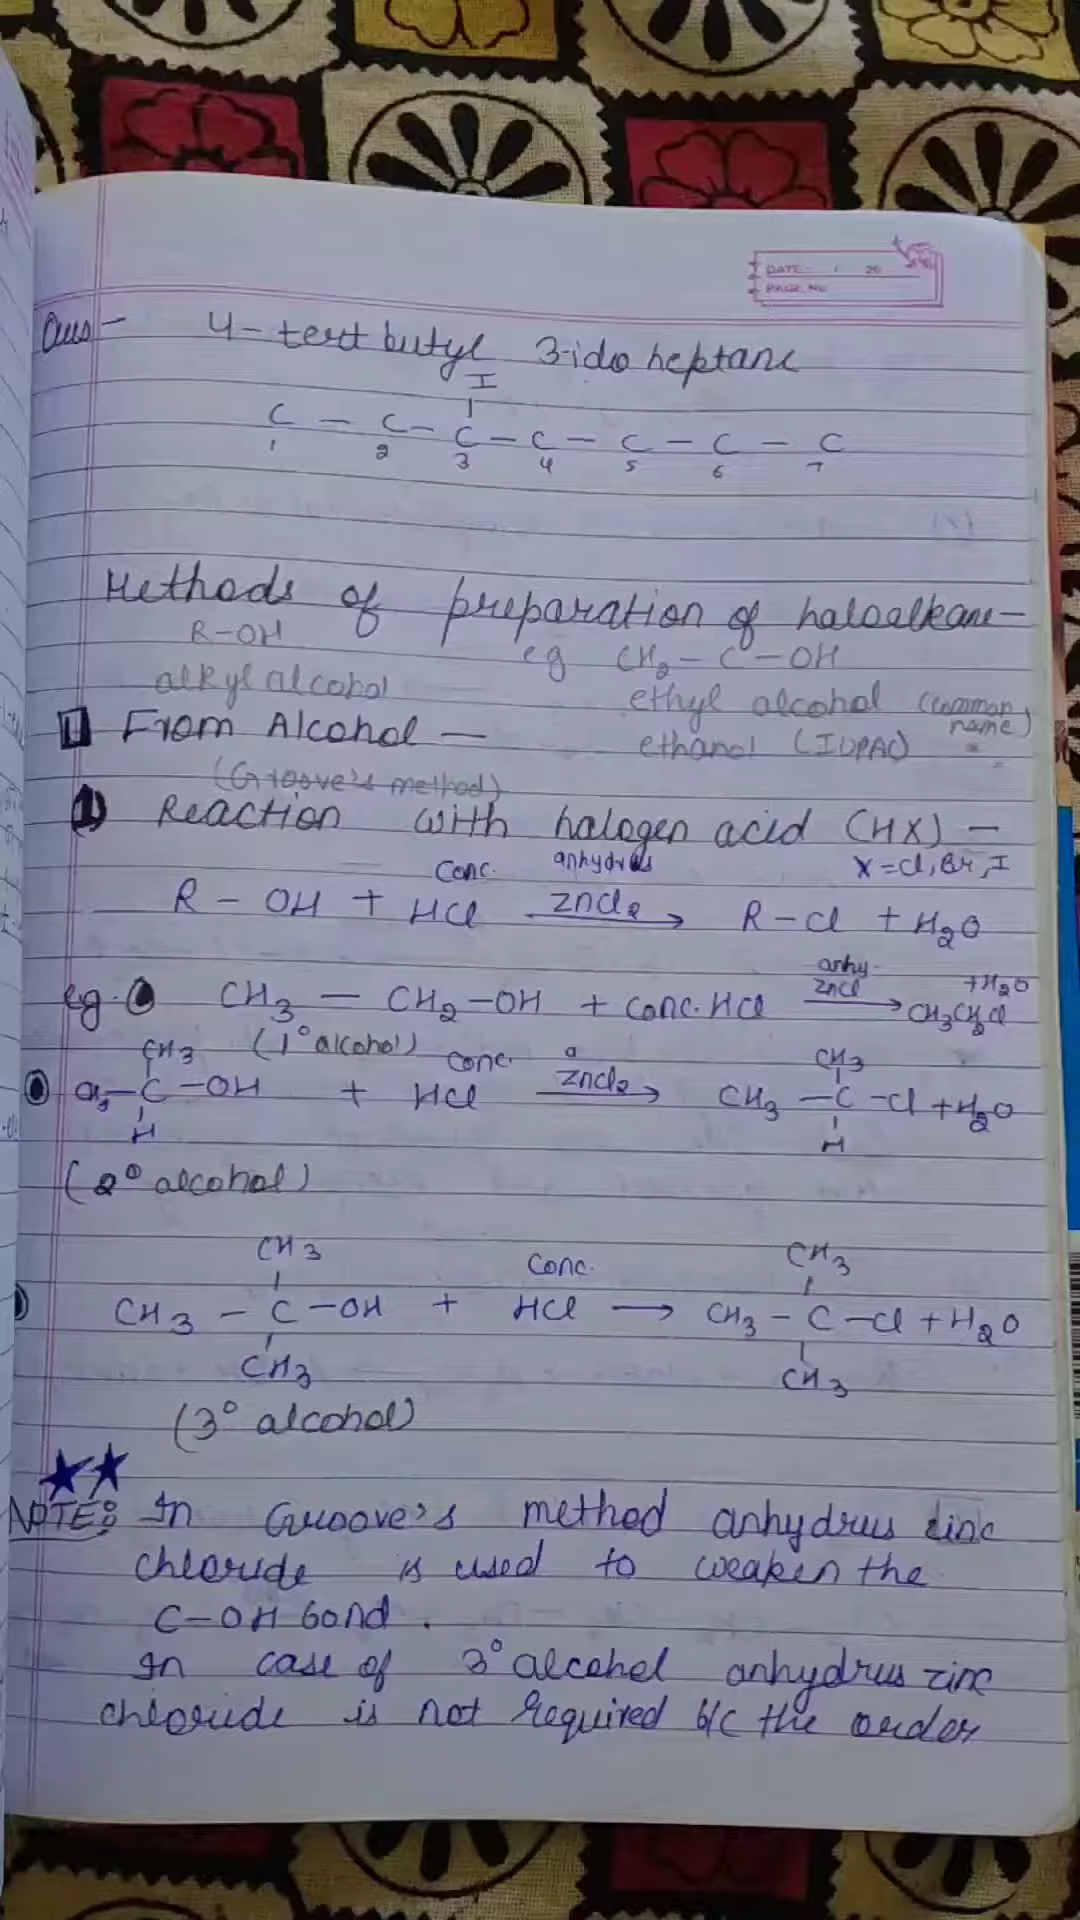 DATE: / 20
PAGE NO
Ans - 4-tert butyl 3-ido heptane
I
C - C - C - C - C - C - C
1 2 3 4 5 6 7
Methods of preparation of haloalkane-
R-OH eg CH2-C-OH
alkyl alcohol ethyl alcohol (common name)
1 From Alcohol - ethanol (IUPAC)
(Groove's method)
1 Reaction with halogen acid (HX) -
conc. anhydrus X=Cl,Br,I
R - OH + HCl ZnCl2 → R-Cl + H2O
anhy. +H2O
eg. CH3 - CH2-OH + conc. HCl ZnCl → CH3CH2Cl
CH3 (1° alcohol) conc. a CH3
CH3-C-OH + HCl ZnCl2 → CH3 -C-Cl +H2O
H H
(2° alcohol)
CH3 conc. CH3
CH3 - C -OH + HCl → CH3 - C -Cl + H2O
CH3 CH3
(3° alcohol)
NOTE: In Groove's method anhydrus zinc
chloride is used to weaken the
C-OH bond.
In case of 3° alcohol anhydrus zinc
chloride is not required b/c the order